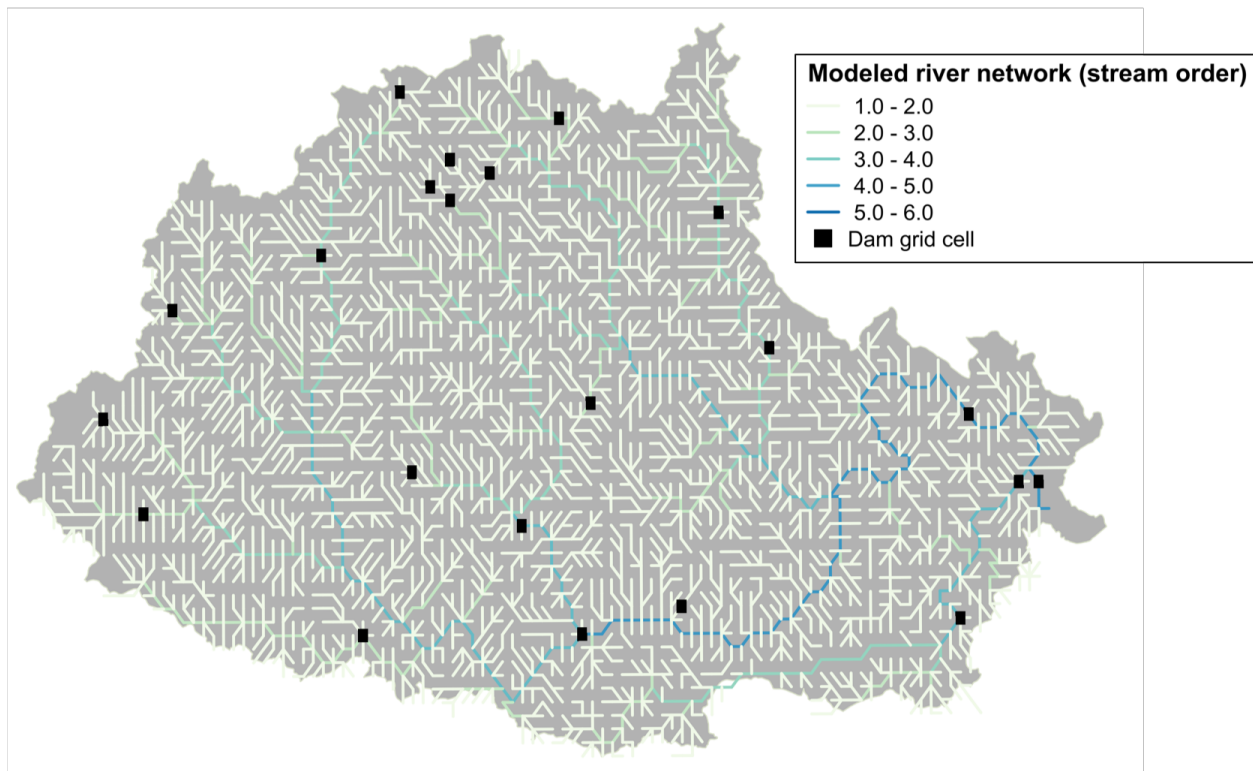 Modeled river network (stream order)
1.0 - 2.0
2.0 - 3.0
3.0 - 4.0
4.0 - 5.0
5.0 - 6.0
Dam grid cell